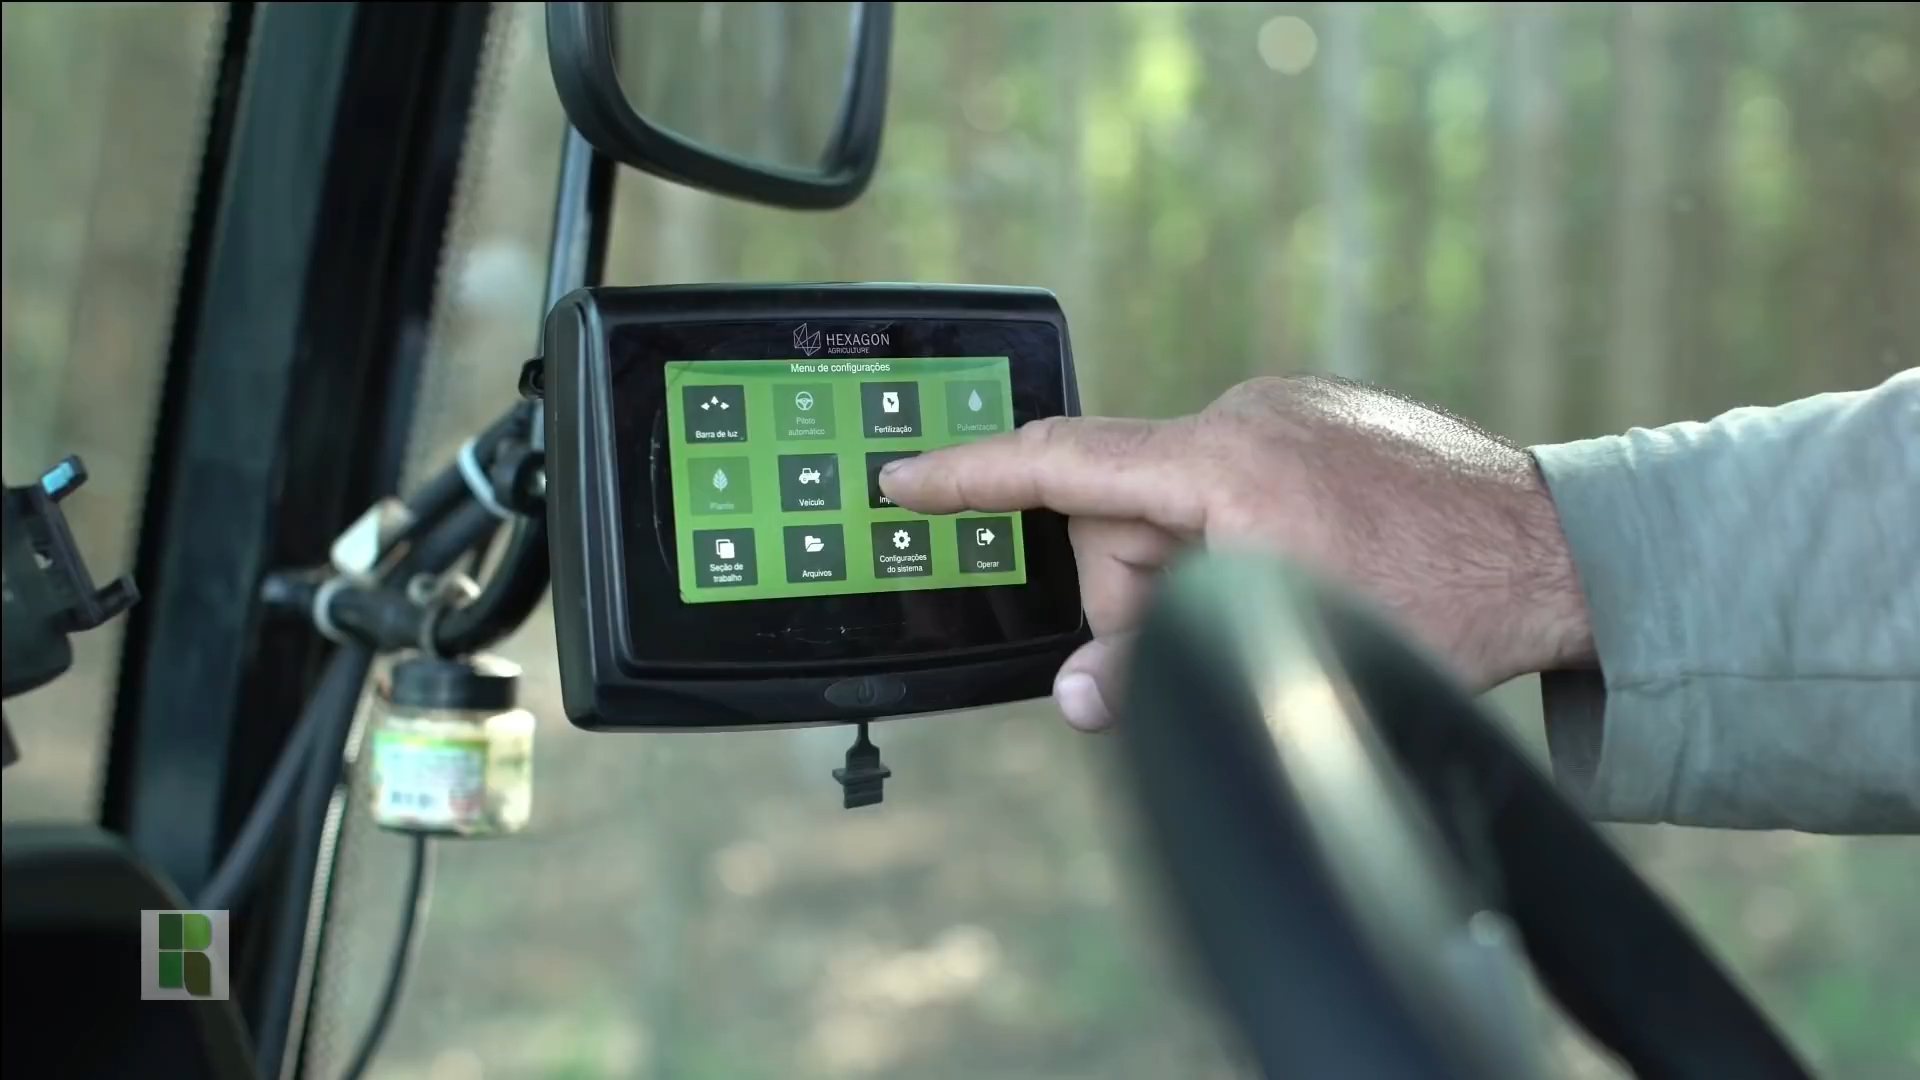 HEXAGON
AGRICULTURE
Menu de configurações
Barra de luz
Piloto
automático
Fertilização
Pulverização
Plantio
Veículo
Seção de
trabalho
Arquivos
Configurações
do sistema
Operar